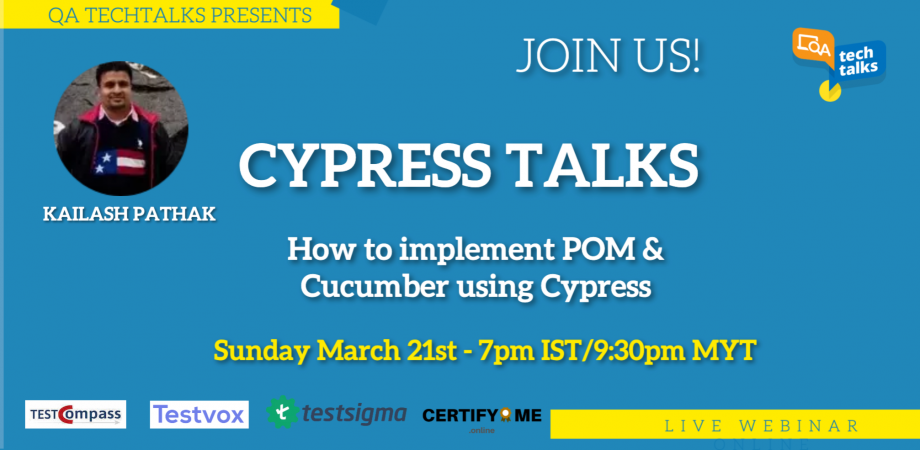 QA TECHTALKS PRESENTS
JOIN US!
QA
tech
talks
KAILASH PATHAK
CYPRESS TALKS
How to implement POM &
Cucumber using Cypress
Sunday March 21st - 7pm IST/9:30pm MYT
TESTCompass
Testvox
testsigma
CERTIFY ME
.online
LIVE WEBINAR
ONLINE